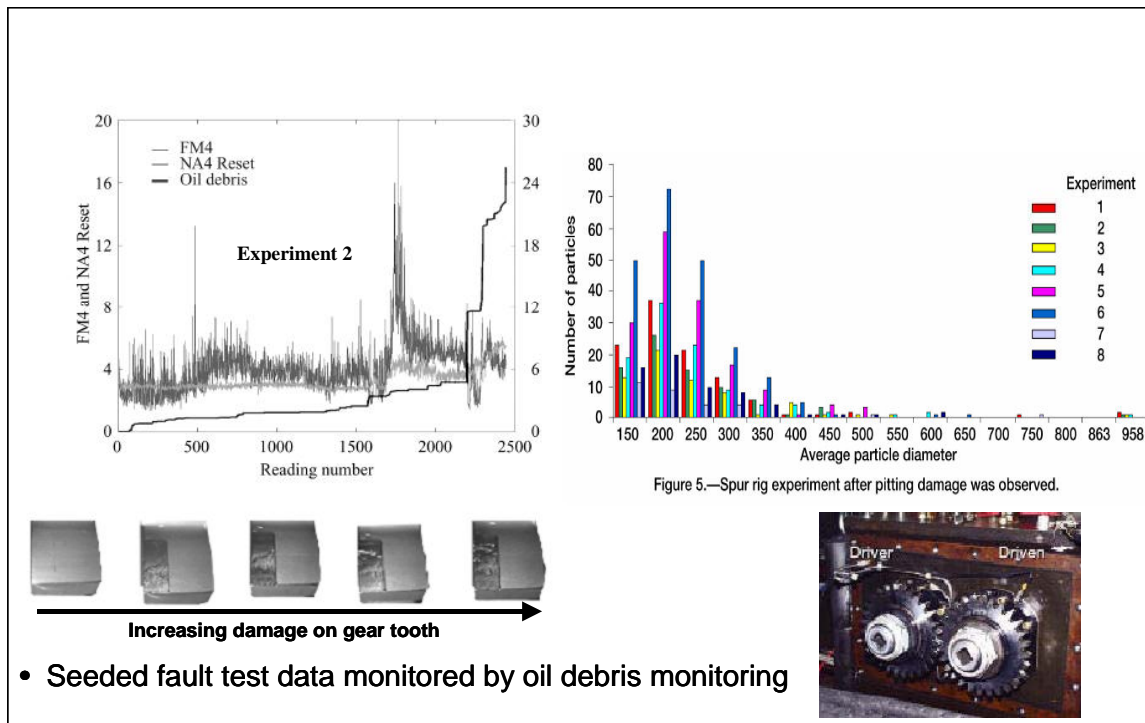 20
16
12
8
4
0
FM4 and NA4 Reset
FM4
NA4 Reset
Oil debris
Experiment 2
30
24
18
12
6
0
0 500 1000 1500 2000 2500
Reading number
80
70
60
50
40
30
20
10
0
Number of particles
Experiment
1
2
3
4
5
6
7
8
150 200 250 300 350 400 450 500 550 600 650 700 750 800 863 958
Average particle diameter
Figure 5.—Spur rig experiment after pitting damage was observed.
Increasing damage on gear tooth
Driver Driven
• Seeded fault test data monitored by oil debris monitoring